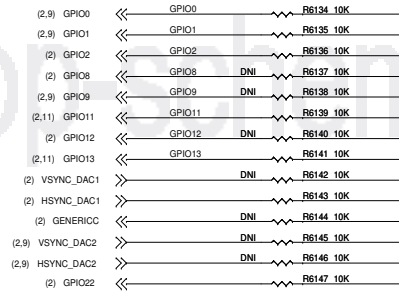 (2,9) GPIO0 GPIO0 R6134 10K
(2,9) GPIO1 GPIO1 R6135 10K
(2) GPIO2 GPIO2 R6136 10K
(2) GPIO8 GPIO8 DNI R6137 10K
(2,9) GPIO9 GPIO9 DNI R6138 10K
(2,11) GPIO11 GPIO11 R6139 10K
(2) GPIO12 GPIO12 DNI R6140 10K
(2,11) GPIO13 GPIO13 R6141 10K
(2) VSYNC_DAC1 DNI R6142 10K
(2) HSYNC_DAC1 R6143 10K
(2) GENERICC DNI R6144 10K
(2,9) VSYNC_DAC2 DNI R6145 10K
(2,9) HSYNC_DAC2 DNI R6146 10K
(2) GPIO22 R6147 10K